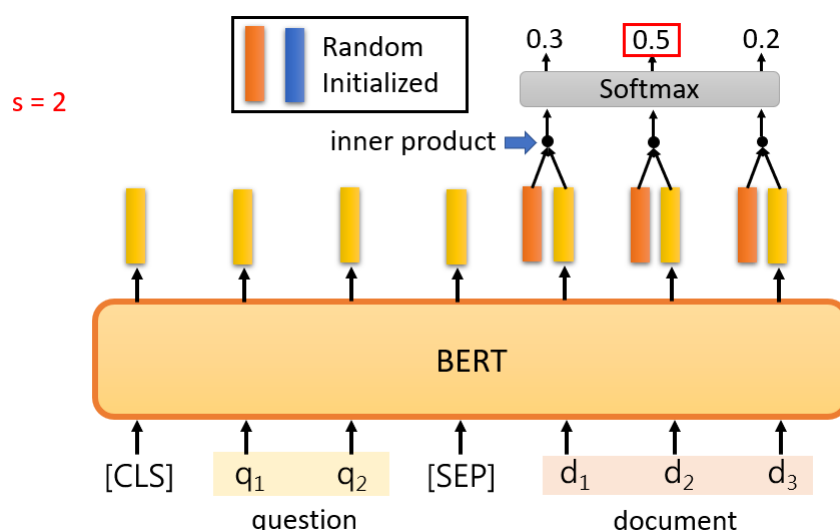 0.3 0.5 0.2
Random
Initialized
Softmax
s = 2
inner product
BERT
[CLS] q₁ q₂ [SEP] d₁ d₂ d₃
question document